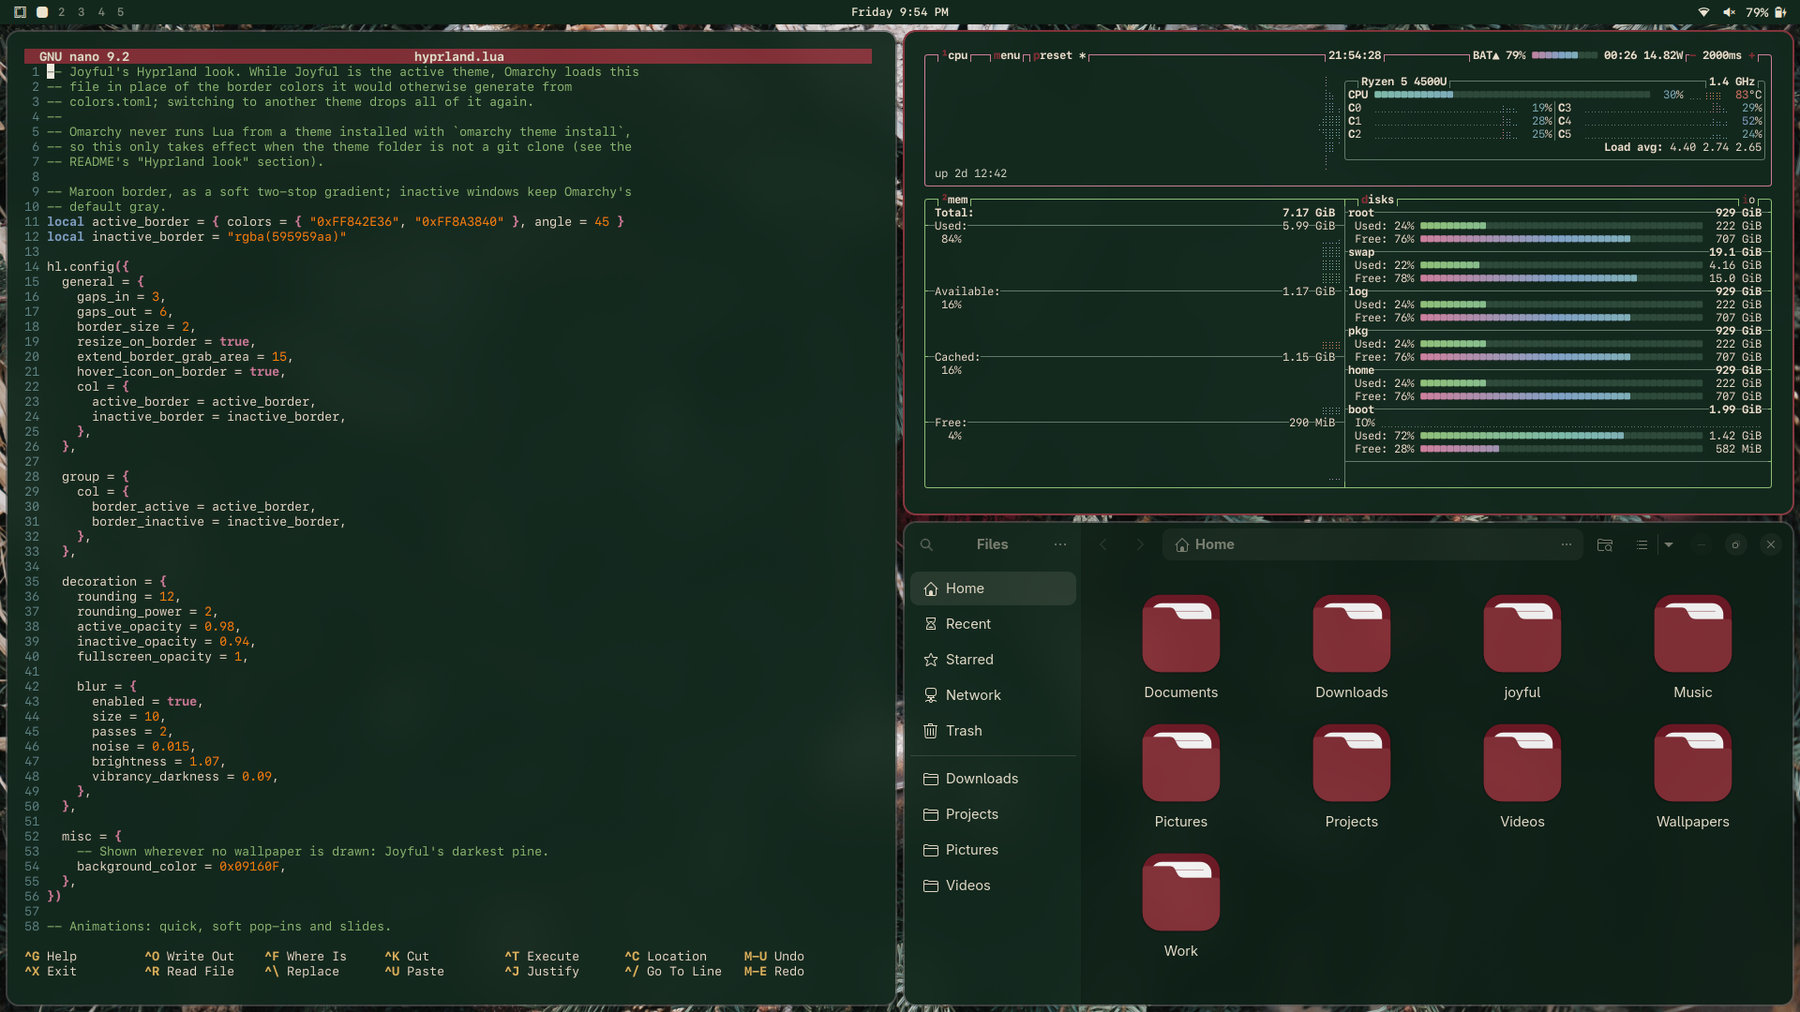 2 3 4 5
Friday 9:54 PM
79%
GNU nano 9.2 hyprland.lua
1 -- Joyful's Hyprland look. While Joyful is the active theme, Omarchy loads this
2 -- file in place of the border colors it would otherwise generate from
3 -- colors.toml; switching to another theme drops all of it again.
4 --
5 -- Omarchy never runs Lua from a theme installed with `omarchy theme install`,
6 -- so this only takes effect when the theme folder is not a git clone (see the
7 -- README's "Hyprland look" section).
8
9 -- Maroon border, as a soft two-stop gradient; inactive windows keep Omarchy's
10 -- default gray.
11 local active_border = { colors = { "0xFF842E36", "0xFF8A3840" }, angle = 45 }
12 local inactive_border = "rgba(595959aa)"
13
14 hl.config({
15   general = {
16     gaps_in = 3,
17     gaps_out = 6,
18     border_size = 2,
19     resize_on_border = true,
20     extend_border_grab_area = 15,
21     hover_icon_on_border = true,
22     col = {
23       active_border = active_border,
24       inactive_border = inactive_border,
25     },
26   },
27
28   group = {
29     col = {
30       border_active = active_border,
31       border_inactive = inactive_border,
32     },
33   },
34
35   decoration = {
36     rounding = 12,
37     rounding_power = 2,
38     active_opacity = 0.98,
39     inactive_opacity = 0.94,
40     fullscreen_opacity = 1,
41
42     blur = {
43       enabled = true,
44       size = 10,
45       passes = 2,
46       noise = 0.015,
47       brightness = 1.07,
48       vibrancy_darkness = 0.09,
49     },
50   },
51
52   misc = {
53     -- Shown wherever no wallpaper is drawn: Joyful's darkest pine.
54     background_color = 0x09160F,
55   },
56 })
57
58 -- Animations: quick, soft pop-ins and slides.
^G Help ^O Write Out ^F Where Is ^K Cut ^T Execute ^C Location M-U Undo
^X Exit ^R Read File ^\ Replace ^U Paste ^J Justify ^/ Go To Line M-E Redo
¹cpu menu preset * 21:54:28 BAT▲ 79% 00:26 14.82W - 2000ms +
Ryzen 5 4500U 1.4 GHz
CPU 30% 83°C
C0 19% C3 29%
C1 28% C4 52%
C2 25% C5 24%
Load avg: 4.40 2.74 2.65
up 2d 12:42
²mem
Total: 7.17 GiB
Used: 5.99 GiB
84%
Available: 1.17 GiB
16%
Cached: 1.15 GiB
16%
Free: 290 MiB
4%
disks io
root 929 GiB
Used: 24% 222 GiB
Free: 76% 707 GiB
swap 19.1 GiB
Used: 22% 4.16 GiB
Free: 78% 15.0 GiB
log 929 GiB
Used: 24% 222 GiB
Free: 76% 707 GiB
pkg 929 GiB
Used: 24% 222 GiB
Free: 76% 707 GiB
home 929 GiB
Used: 24% 222 GiB
Free: 76% 707 GiB
boot 1.99 GiB
IO%
Used: 72% 1.42 GiB
Free: 28% 582 MiB
Files
Home
Home
Recent
Starred
Network
Trash
Downloads
Projects
Pictures
Videos
Documents Downloads joyful Music
Pictures Projects Videos Wallpapers
Work